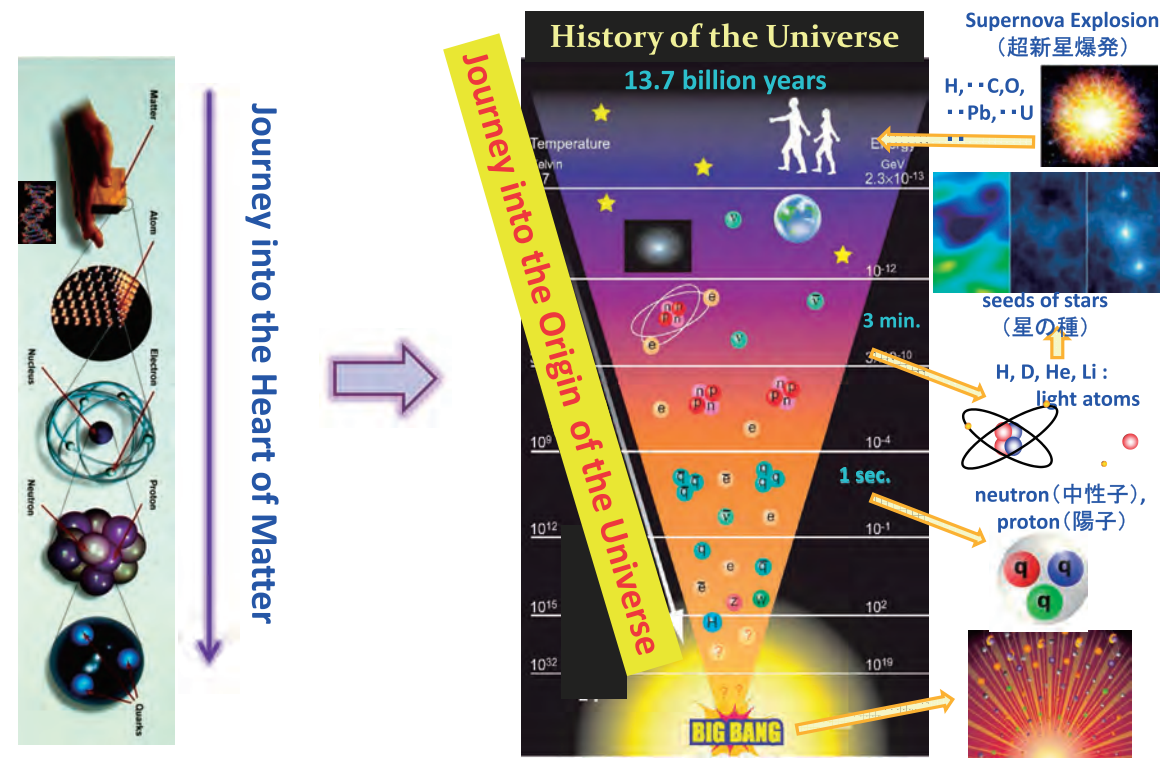 Matter
Atom
Electron
Nucleus
Proton
Neutron
Quarks
Journey into the Heart of Matter
Journey into the Origin of the Universe
History of the Universe
13.7 billion years
Temperature
GeV
2.3×10-13
ν
10-12
e
ν̅
n
p
p
n
e
ν
3 min.
n
p
p
n
n
p
p
n
e
e
10⁹
10-4
1 sec.
q
q
q
e̅
q
q
q
ν̅
e
10¹²
10-1
q
e
q̅
e̅
z
10¹⁵
10²
H
?
?
10³²
10¹⁹
? ?
BIG BANG
Supernova Explosion
（超新星爆発）
H,··C,O,
··Pb,··U
··
seeds of stars
（星の種）
H, D, He, Li :
light atoms
neutron（中性子）,
proton（陽子）
q
q
q